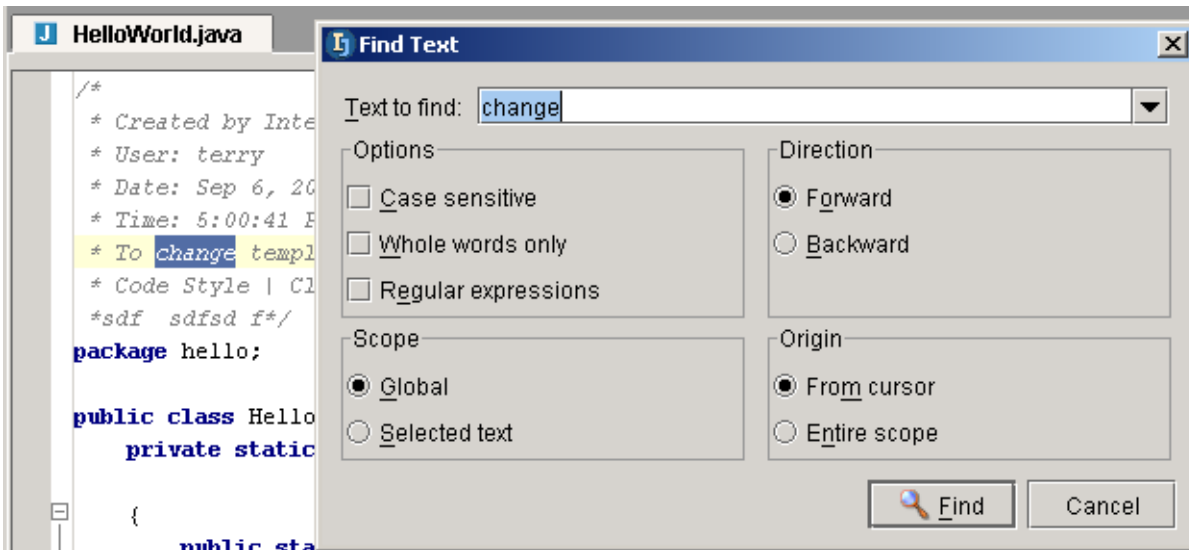 HelloWorld.java
/*
* Created by Inte
* User: terry
* Date: Sep 6, 20
* Time: 5:00:41 P
* To change templ
* Code Style | Cl
*sdf sdfsd f*/
package hello;
public class Hello
private static
{
public sta
Find Text
Text to find: change
Options
Case sensitive
Whole words only
Regular expressions
Direction
Forward
Backward
Scope
Global
Selected text
Origin
From cursor
Entire scope
Find
Cancel